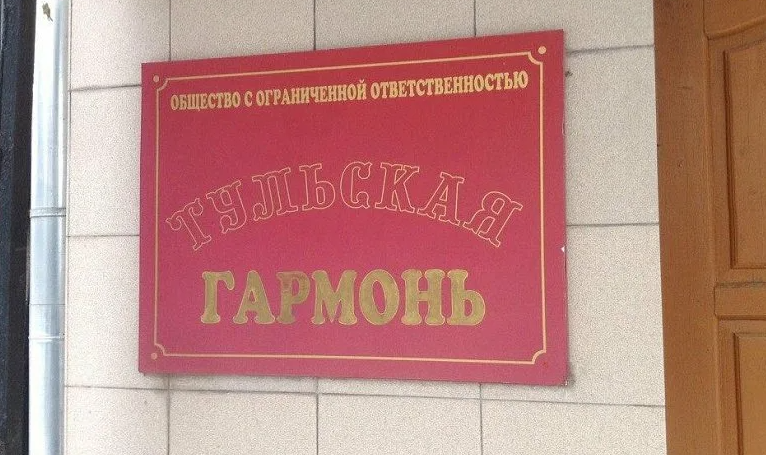 ОБЩЕСТВО С ОГРАНИЧЕННОЙ ОТВЕТСТВЕННОСТЬЮ
ТУЛЬСКАЯ
ГАРМОНЬ